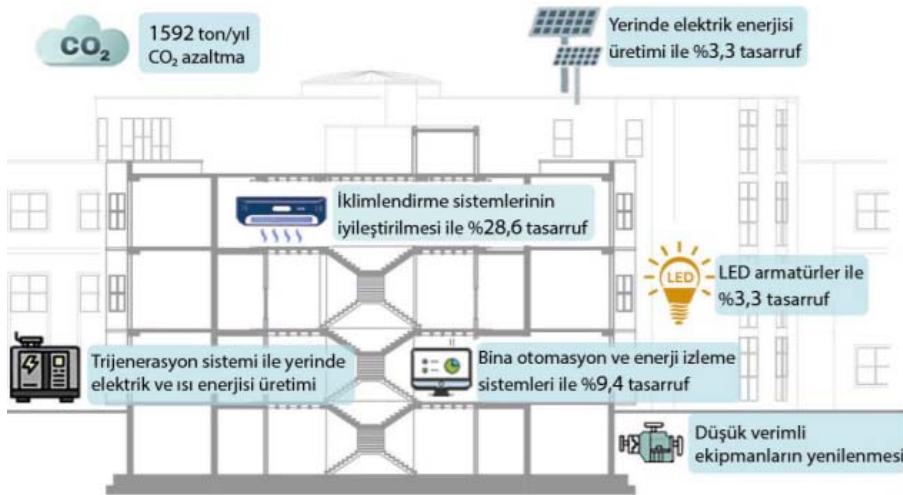 CO₂
1592 ton/yıl
CO₂ azaltma
Yerinde elektrik enerjisi
üretimi ile %3,3 tasarruf
İklimlendirme sistemlerinin
iyileştirilmesi ile %28,6 tasarruf
LED
LED armatürler ile
%3,3 tasarruf
Trijenerasyon sistemi ile yerinde
elektrik ve ısı enerjisi üretimi
Bina otomasyon ve enerji izleme
sistemleri ile %9,4 tasarruf
Düşük verimli
ekipmanların yenilenmesi